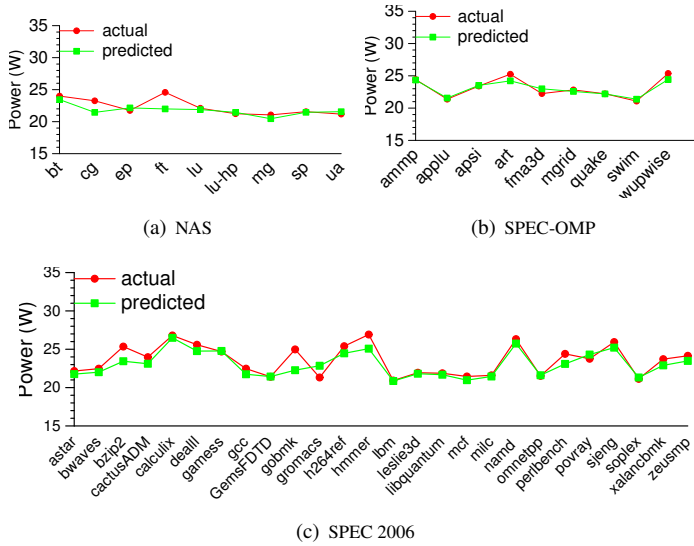 35
30
25
20
15
Power (W)
actual
predicted
bt
cg
ep
ft
lu
lu-hp
mg
sp
ua
(a) NAS
35
30
25
20
15
Power (W)
actual
predicted
ammp
applu
apsi
art
fma3d
mgrid
quake
swim
wupwise
(b) SPEC-OMP
35
30
25
20
15
Power (W)
actual
predicted
astar
bwaves
bzip2
cactusADM
calculix
dealII
gamess
gcc
GemsFDTD
gobmk
gromacs
h264ref
hmmer
lbm
leslie3d
libquantum
mcf
milc
namd
omnetpp
perlbench
povray
sjeng
soplex
xalancbmk
zeusmp
(c) SPEC 2006